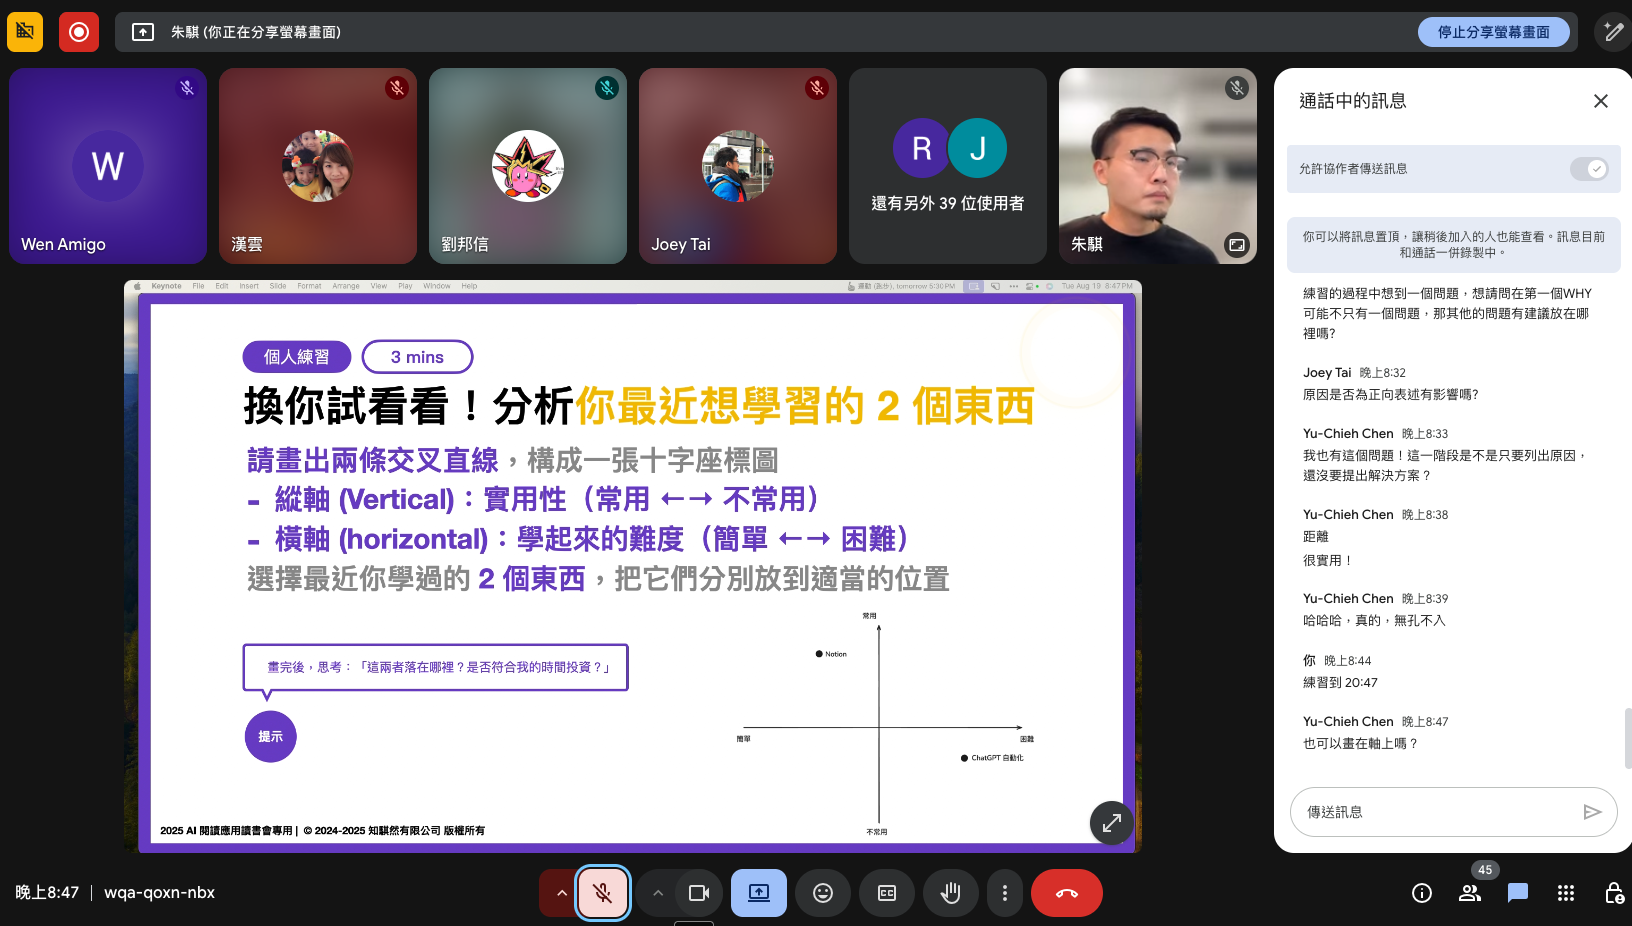 朱騏 (你正在分享螢幕畫面)
停止分享螢幕畫面
W
Wen Amigo
漢雲
劉邦信
Joey Tai
R J
還有另外 39 位使用者
朱騏
Keynote File Edit Insert Slide Format Arrange View Play Window Help
運動 (跑步), tomorrow 5:30 PM
Tue Aug 19 8:47 PM
個人練習
3 mins
換你試看看！分析你最近想學習的 2 個東西
請畫出兩條交叉直線，構成一張十字座標圖
- 縱軸 (Vertical)：實用性（常用 ←→ 不常用）
- 橫軸 (horizontal)：學起來的難度（簡單 ←→ 困難）
選擇最近你學過的 2 個東西，把它們分別放到適當的位置
畫完後，思考：「這兩者落在哪裡？是否符合我的時間投資？」
提示
常用
Notion
簡單
困難
ChatGPT 自動化
不常用
2025 AI 閱讀應用讀書會專用 | © 2024-2025 知騏然有限公司 版權所有
通話中的訊息
允許協作者傳送訊息
你可以將訊息置頂，讓稍後加入的人也能查看。訊息目前
和通話一併錄製中。
練習的過程中想到一個問題，想請問在第一個WHY
可能不只有一個問題，那其他的問題有建議放在哪
裡嗎?
Joey Tai 晚上8:32
原因是否為正向表述有影響嗎?
Yu-Chieh Chen 晚上8:33
我也有這個問題！這一階段是不是只要列出原因，
還沒要提出解決方案？
Yu-Chieh Chen 晚上8:38
距離
很實用！
Yu-Chieh Chen 晚上8:39
哈哈哈，真的，無孔不入
你 晚上8:44
練習到 20:47
Yu-Chieh Chen 晚上8:47
也可以畫在軸上嗎？
傳送訊息
晚上8:47 | wqa-qoxn-nbx
CC
45